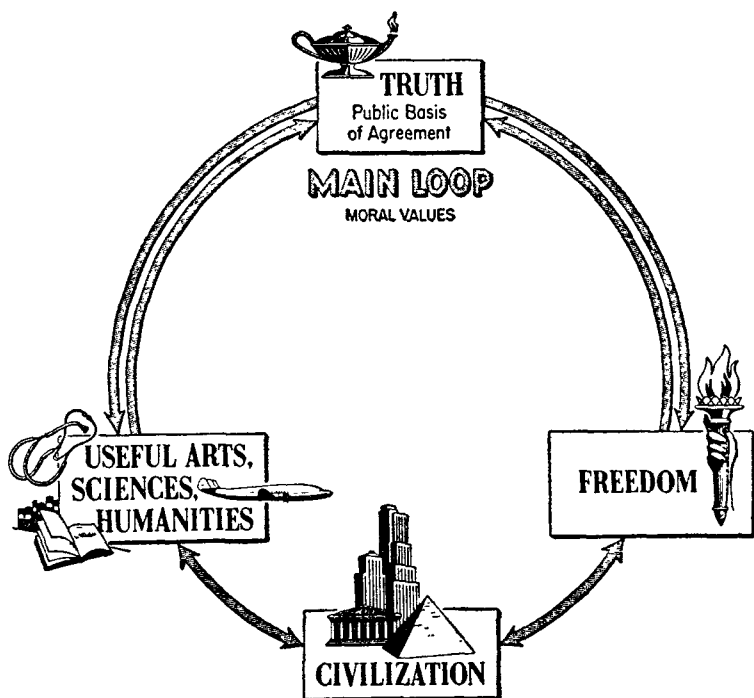 TRUTH
Public Basis
of Agreement
MAIN LOOP
MORAL VALUES
USEFUL ARTS,
SCIENCES,
HUMANITIES
FREEDOM
CIVILIZATION